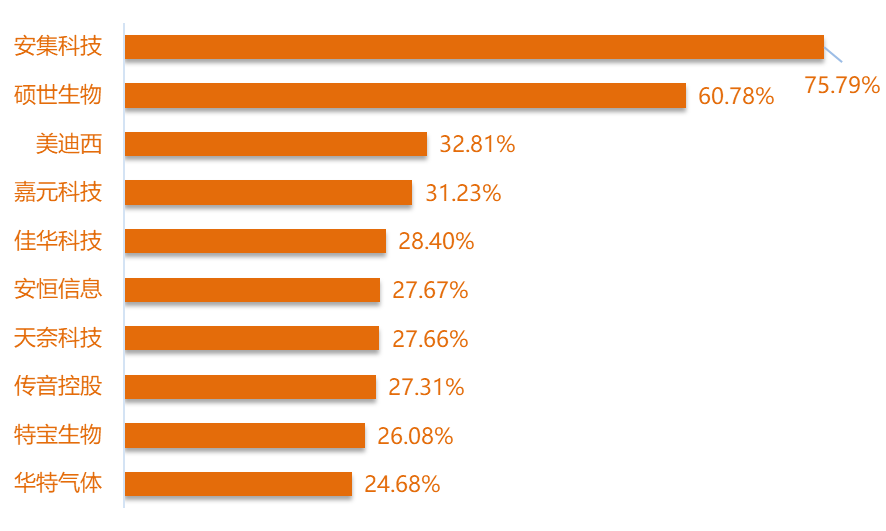 安集科技 75.79%
硕世生物 60.78%
美迪西 32.81%
嘉元科技 31.23%
佳华科技 28.40%
安恒信息 27.67%
天奈科技 27.66%
传音控股 27.31%
特宝生物 26.08%
华特气体 24.68%